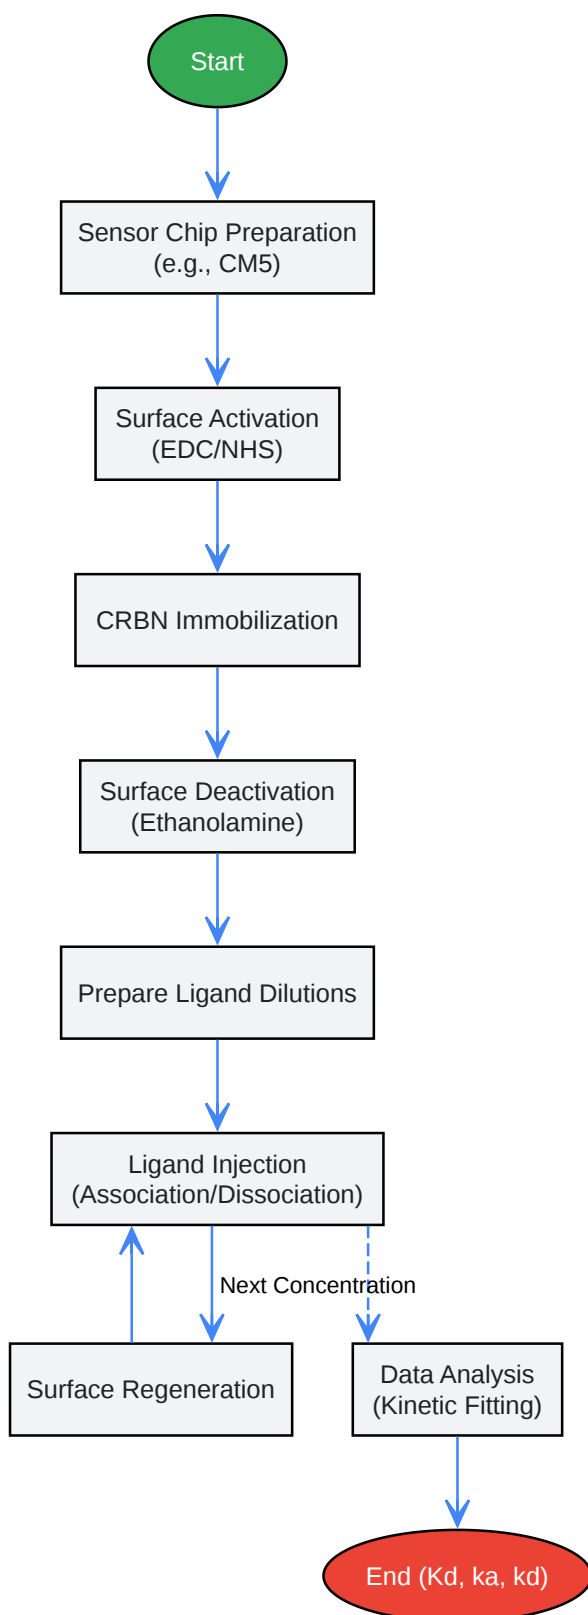 Start
Sensor Chip Preparation
(e.g., CM5)
Surface Activation
(EDC/NHS)
CRBN Immobilization
Surface Deactivation
(Ethanolamine)
Prepare Ligand Dilutions
Ligand Injection
(Association/Dissociation)
Next Concentration
Surface Regeneration
Data Analysis
(Kinetic Fitting)
End (Kd, ka, kd)